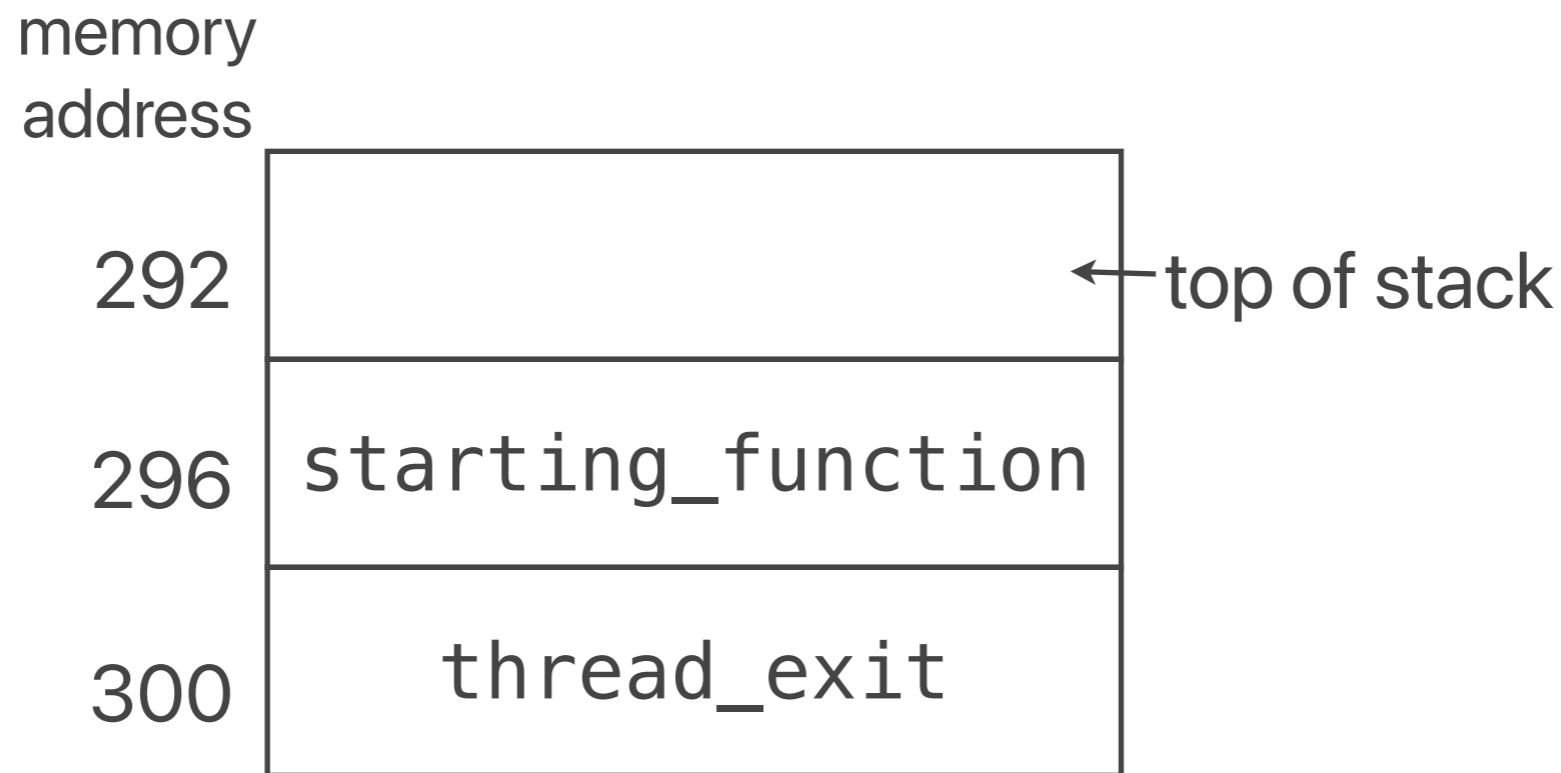 memory
address
292
top of stack
296
starting_function
300
thread_exit